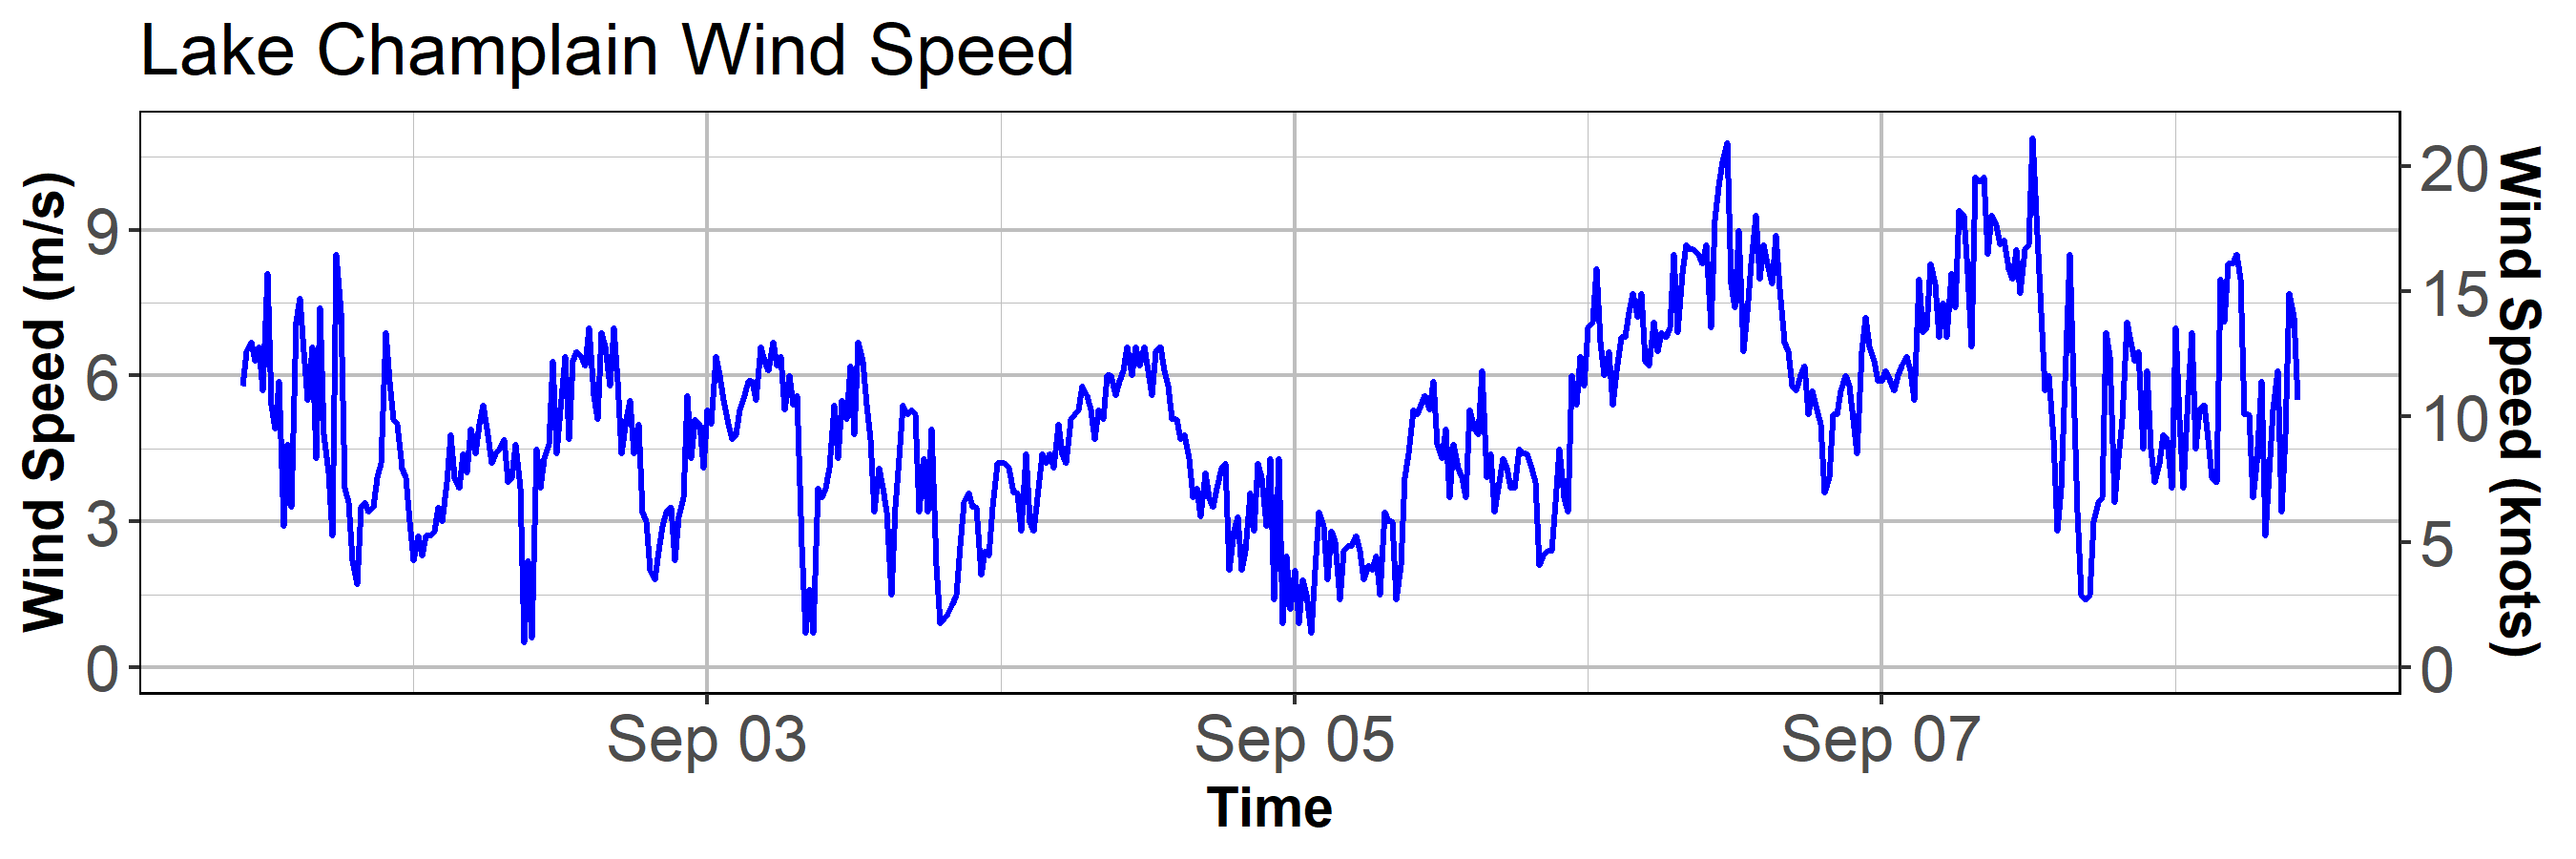 Lake Champlain Wind Speed
Wind Speed (m/s)
9
6
3
0
20
15
10
5
0
Wind Speed (knots)
Sep 03
Sep 05
Sep 07
Time